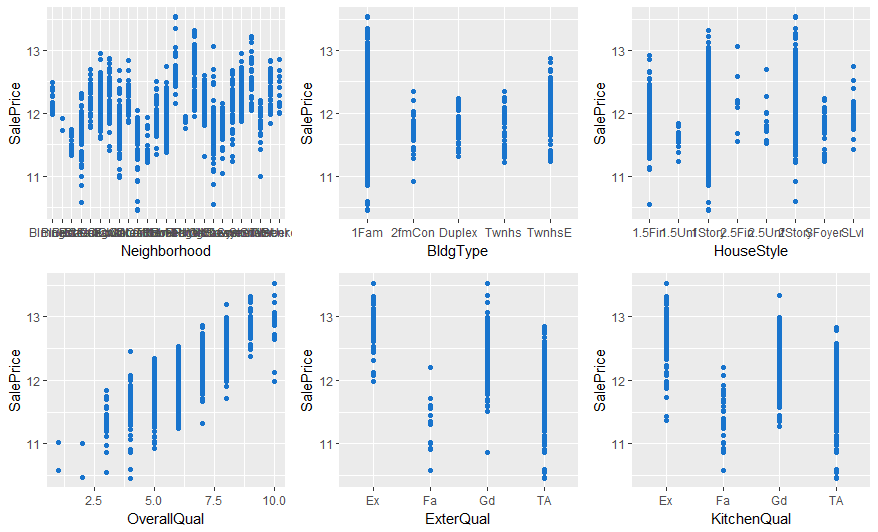 SalePrice
13
12
11
Neighborhood
SalePrice
13
12
11
1Fam 2fmCon Duplex Twnhs TwnhsE
BldgType
SalePrice
13
12
11
1.5Fin 1.5Unf 1Story 2.5Fin 2.5Unf 2Story SFoyer SLvl
HouseStyle
SalePrice
13
12
11
2.5 5.0 7.5 10.0
OverallQual
SalePrice
13
12
11
Ex Fa Gd TA
ExterQual
SalePrice
13
12
11
Ex Fa Gd TA
KitchenQual